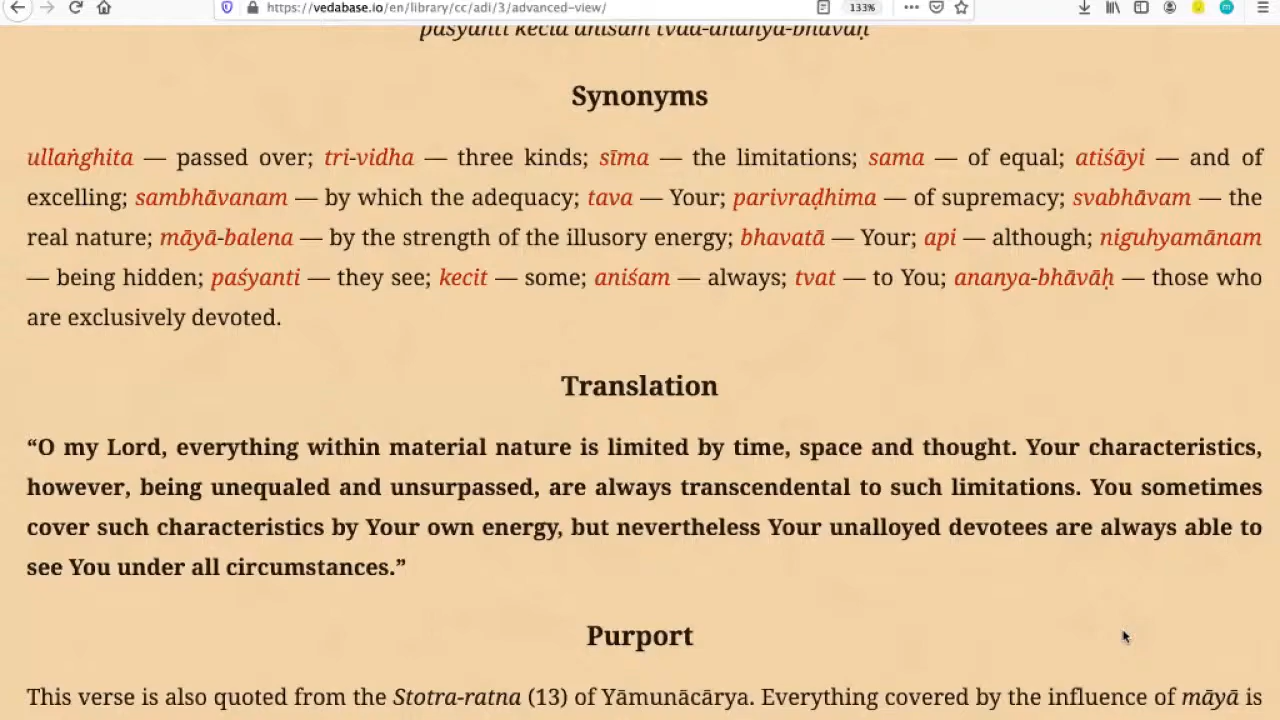 https://vedabase.io/en/library/cc/adi/3/advanced-view/
133%
paśyanti kecid aniśaṁ tvad-ananya-bhāvāḥ
Synonyms
ullaṅghita — passed over; tri-vidha — three kinds; sīma — the limitations; sama — of equal; atiśāyi — and of
excelling; sambhāvanam — by which the adequacy; tava — Your; parivraḍhima — of supremacy; svabhāvam — the
real nature; māyā-balena — by the strength of the illusory energy; bhavatā — Your; api — although; niguhyamānam
— being hidden; paśyanti — they see; kecit — some; aniśam — always; tvat — to You; ananya-bhāvāḥ — those who
are exclusively devoted.
Translation
“O my Lord, everything within material nature is limited by time, space and thought. Your characteristics,
however, being unequaled and unsurpassed, are always transcendental to such limitations. You sometimes
cover such characteristics by Your own energy, but nevertheless Your unalloyed devotees are always able to
see You under all circumstances.”
Purport
This verse is also quoted from the Stotra-ratna (13) of Yāmunācārya. Everything covered by the influence of māyā is